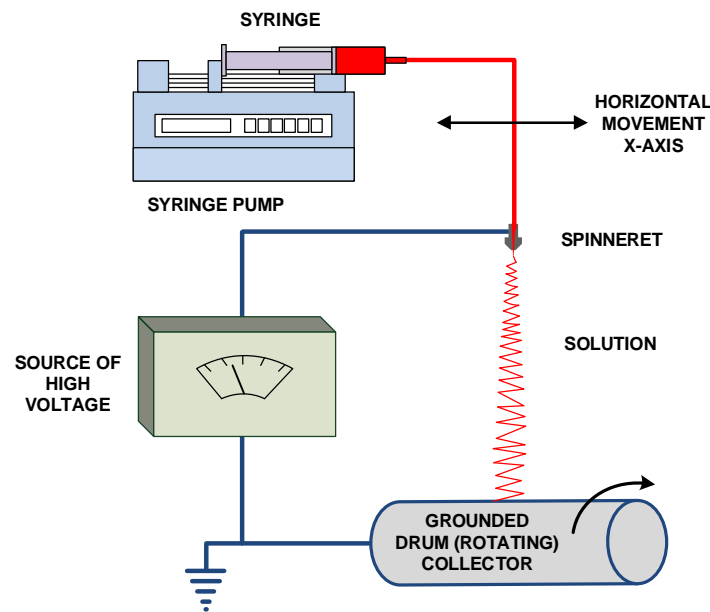 SYRINGE
HORIZONTAL
MOVEMENT
X-AXIS
SYRINGE PUMP
SPINNERET
SOLUTION
SOURCE OF
HIGH
VOLTAGE
GROUNDED
DRUM (ROTATING)
COLLECTOR